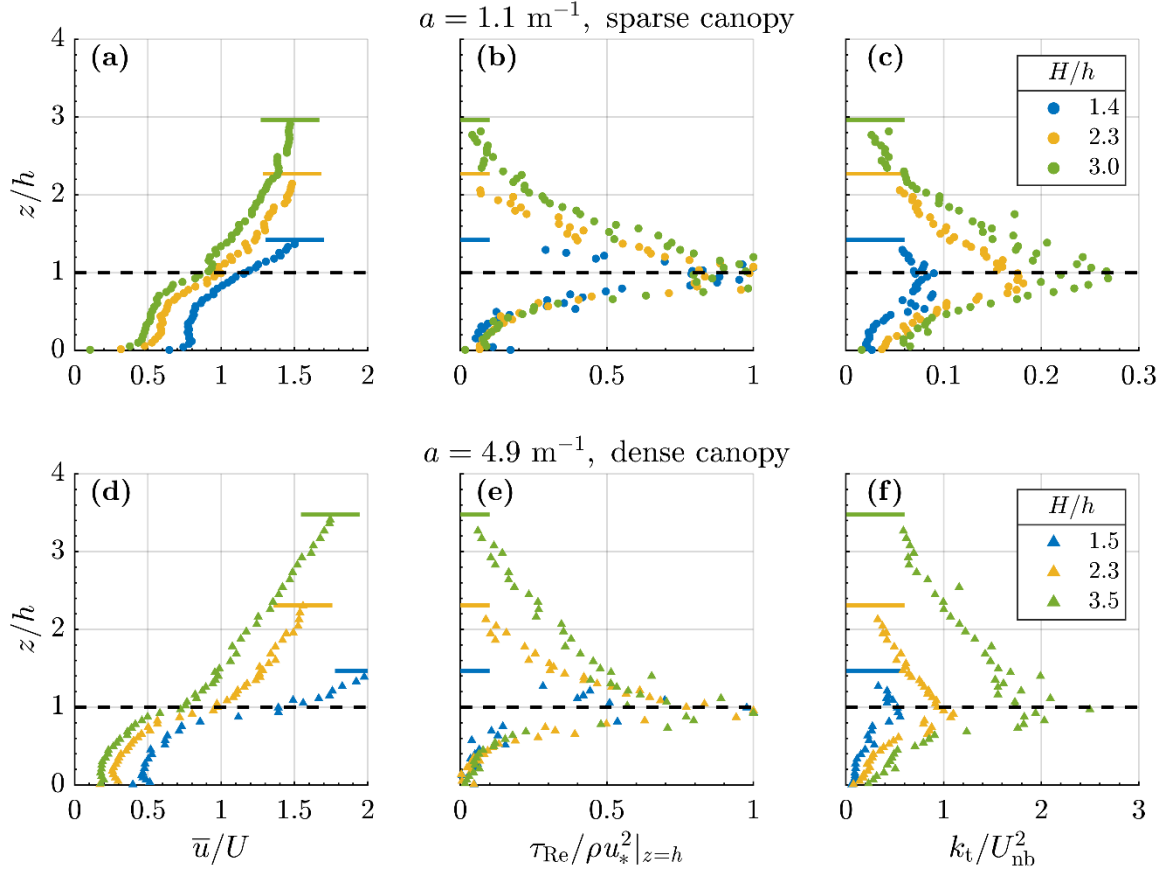 a = 1.1 m⁻¹, sparse canopy
(a) (b) (c)
H/h
1.4
2.3
3.0
z/h
4
3
2
1
0
0 0.5 1 1.5 2
0 0.5 1
0 0.1 0.2 0.3
a = 4.9 m⁻¹, dense canopy
(d) (e) (f)
H/h
1.5
2.3
3.5
z/h
4
3
2
1
0
0 0.5 1 1.5 2
0 0.5 1
0 1 2 3
u̅/U
τ_Re/ρu_*²|_z=h
k_t/U_nb²